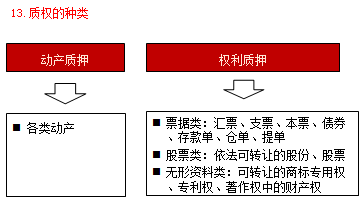 13. 质权的种类
动产质押
权利质押
■ 各类动产
■ 票据类：汇票、支票、本票、债券
、存款单、仓单、提单
■ 股票类：依法可转让的股份、股票
■ 无形资料类：可转让的商标专用权
、专利权、著作权中的财产权